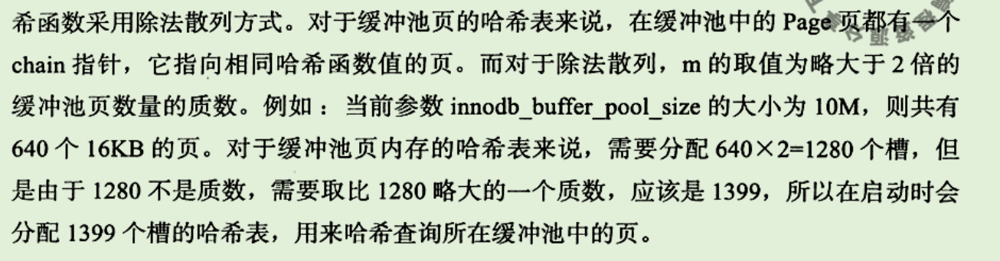 希函数采用除法散列方式。对于缓冲池页的哈希表来说，在缓冲池中的 Page 页都有一个
chain 指针，它指向相同哈希函数值的页。而对于除法散列，m 的取值为略大于 2 倍的
缓冲池页数量的质数。例如：当前参数 innodb_buffer_pool_size 的大小为 10M，则共有
640 个 16KB 的页。对于缓冲池页内存的哈希表来说，需要分配 640×2=1280 个槽，但
是由于 1280 不是质数，需要取比 1280 略大的一个质数，应该是 1399，所以在启动时会
分配 1399 个槽的哈希表，用来哈希查询所在缓冲池中的页。